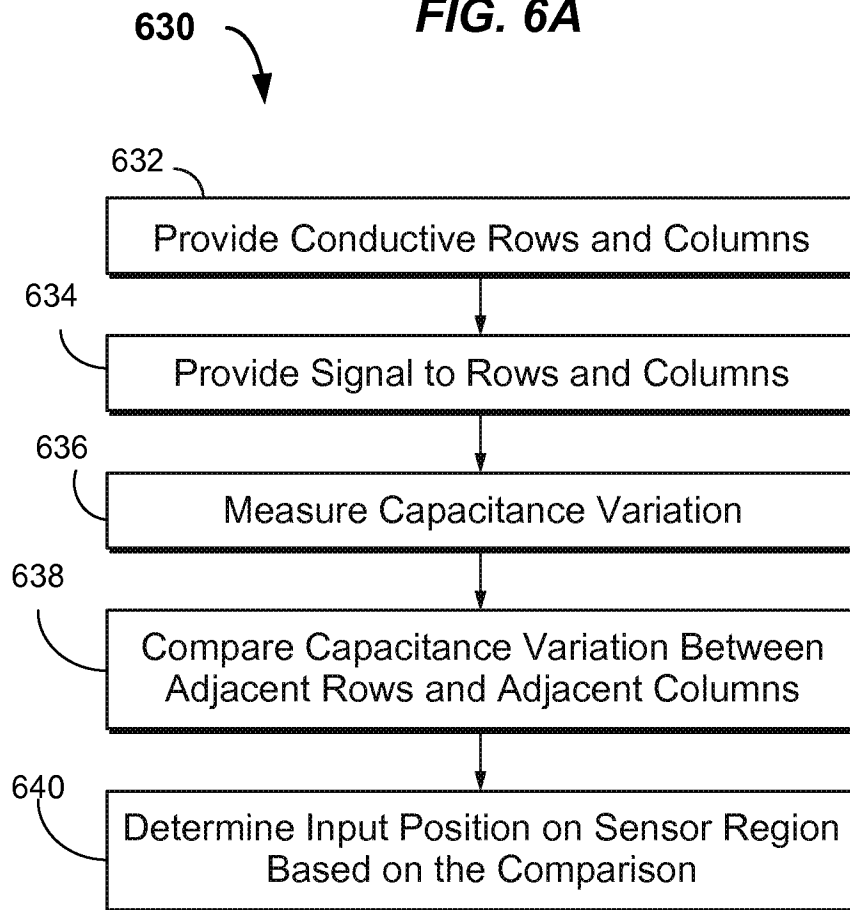 FIG. 6A
630
632
Provide Conductive Rows and Columns
634
Provide Signal to Rows and Columns
636
Measure Capacitance Variation
638
Compare Capacitance Variation Between
Adjacent Rows and Adjacent Columns
640
Determine Input Position on Sensor Region
Based on the Comparison